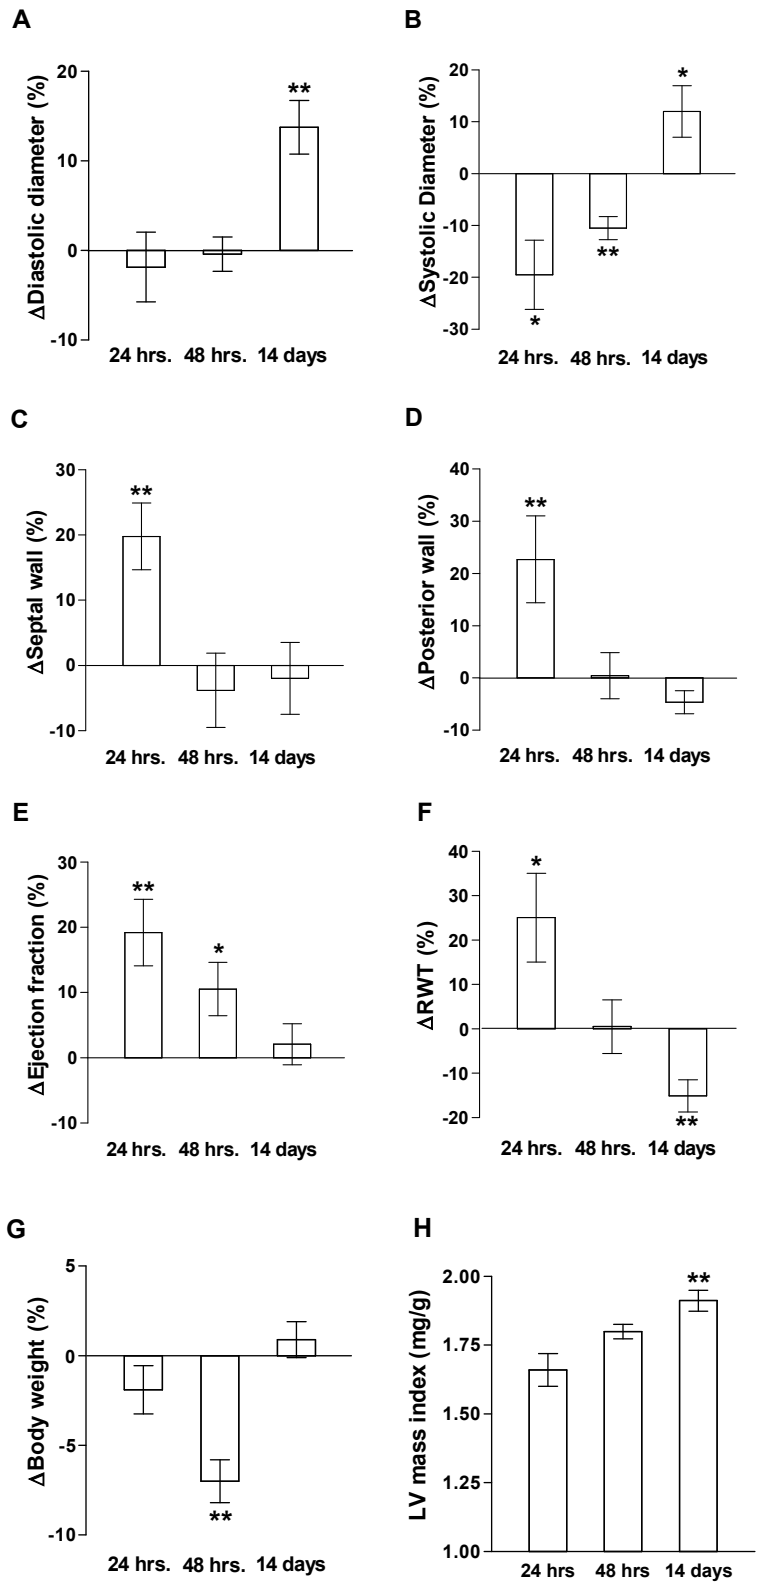 A
ΔDiastolic diameter (%)
20
10
0
-10
**
24 hrs. 48 hrs. 14 days
B
ΔSystolic Diameter (%)
20
10
0
-10
-20
-30
*
**
*
24 hrs. 48 hrs. 14 days
C
ΔSeptal wall (%)
30
20
10
0
-10
**
24 hrs. 48 hrs. 14 days
D
ΔPosterior wall (%)
40
30
20
10
0
-10
**
24 hrs. 48 hrs. 14 days
E
ΔEjection fraction (%)
30
20
10
0
-10
**
*
24 hrs. 48 hrs. 14 days
F
ΔRWT (%)
40
30
20
10
0
-10
-20
*
**
24 hrs. 48 hrs. 14 days
G
ΔBody weight (%)
5
0
-5
-10
**
24 hrs. 48 hrs. 14 days
H
LV mass index (mg/g)
2.00
1.75
1.50
1.25
1.00
**
24 hrs 48 hrs 14 days